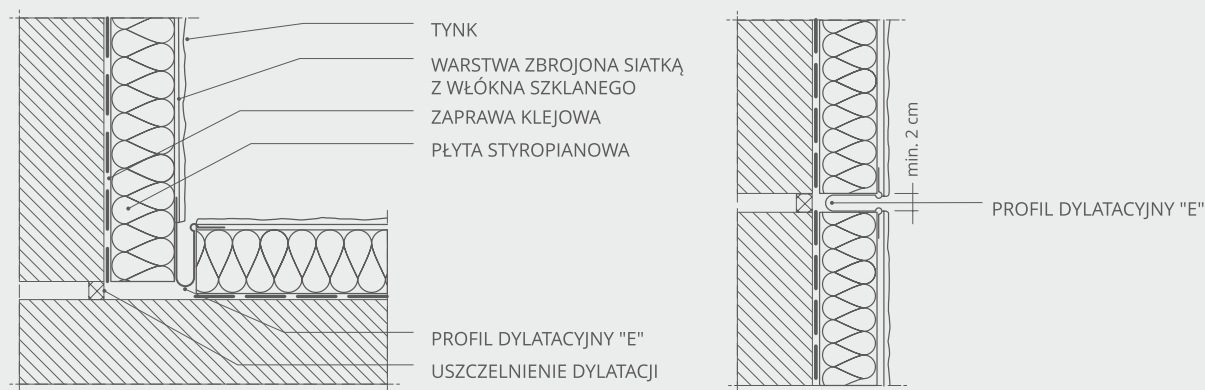 TYNK
WARSTWA ZBROJONA SIATKĄ
Z WŁÓKNA SZKLANEGO
ZAPRAWA KLEJOWA
PŁYTA STYROPIANOWA
PROFIL DYLATACYJNY "E"
USZCZELNIENIE DYLATACJI
min. 2 cm
PROFIL DYLATACYJNY "E"